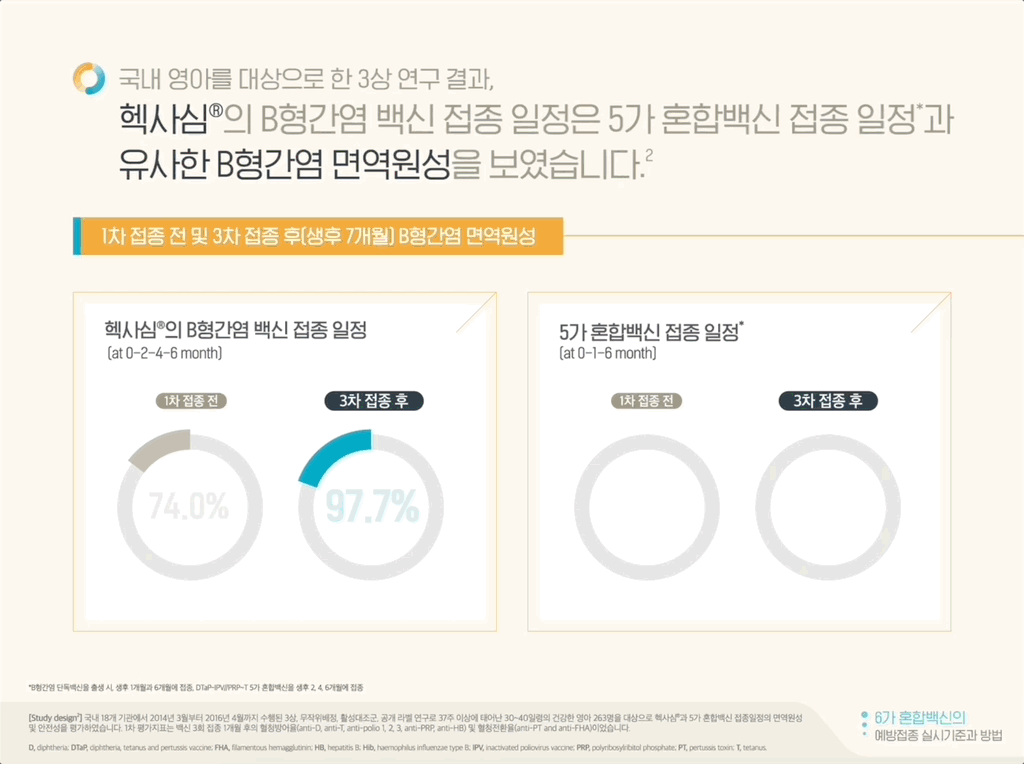 국내 영아를 대상으로 한 3상 연구 결과,
헥사심®의 B형간염 백신 접종 일정은 5가 혼합백신 접종 일정*과
유사한 B형간염 면역원성을 보였습니다.2
1차 접종 전 및 3차 접종 후(생후 7개월) B형간염 면역원성
헥사심®의 B형간염 백신 접종 일정
(at 0-2-4-6 month)
1차 접종 전
3차 접종 후
74.0%
97.7%
5가 혼합백신 접종 일정*
(at 0-1-6 month)
1차 접종 전
3차 접종 후
*B형간염 단독백신을 출생 시, 생후 1개월과 6개월에 접종, DTaP-IPV//PRP~T 5가 혼합백신을 생후 2, 4, 6개월에 접종
[Study design2] 국내 18개 기관에서 2014년 3월부터 2016년 4월까지 수행된 3상, 무작위배정, 활성대조군, 공개 라벨 연구로 37주 이상에 태어난 30~40일령의 건강한 영아 263명을 대상으로 헥사심®과 5가 혼합백신 접종일정의 면역원성
및 안전성을 평가하였습니다. 1차 평가지표는 백신 3회 접종 1개월 후의 혈청방어율(anti-D, anti-T, anti-polio 1, 2, 3, anti-PRP, anti-HB) 및 혈청전환율(anti-PT and anti-FHA)이었습니다.
D, diphtheria; DTaP, diphtheria, tetanus and pertussis vaccine; FHA, filamentous hemagglutinin; HB, hepatitis B; Hib, haemophilus influenzae type B; IPV, inactivated poliovirus vaccine; PRP, polyribosylribitol phosphate; PT, pertussis toxin; T, tetanus.
6가 혼합백신의
예방접종 실시기준과 방법